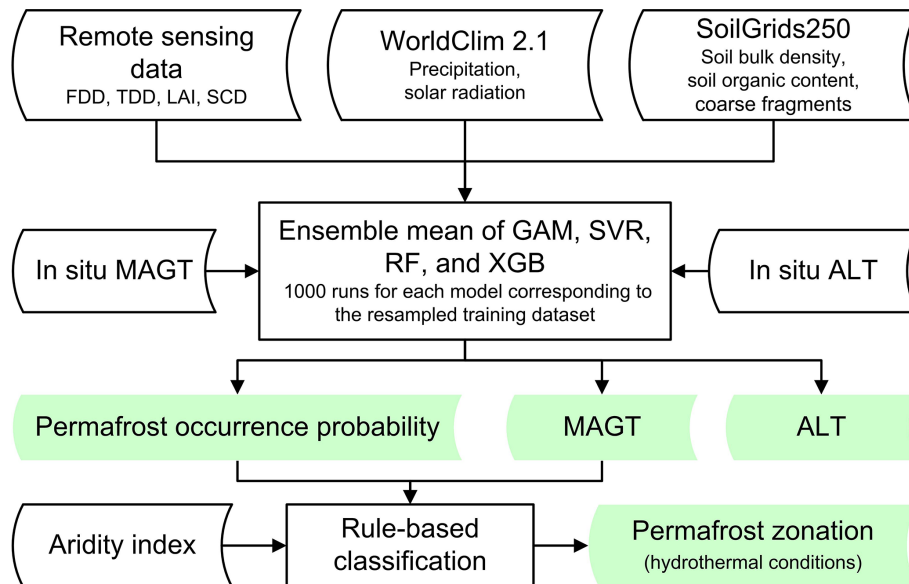 Remote sensing
data
FDD, TDD, LAI, SCD
WorldClim 2.1
Precipitation,
solar radiation
SoilGrids250
Soil bulk density,
soil organic content,
coarse fragments
In situ MAGT
Ensemble mean of GAM, SVR,
RF, and XGB
1000 runs for each model corresponding to
the resampled training dataset
In situ ALT
Permafrost occurrence probability
MAGT
ALT
Aridity index
Rule-based
classification
Permafrost zonation
(hydrothermal conditions)